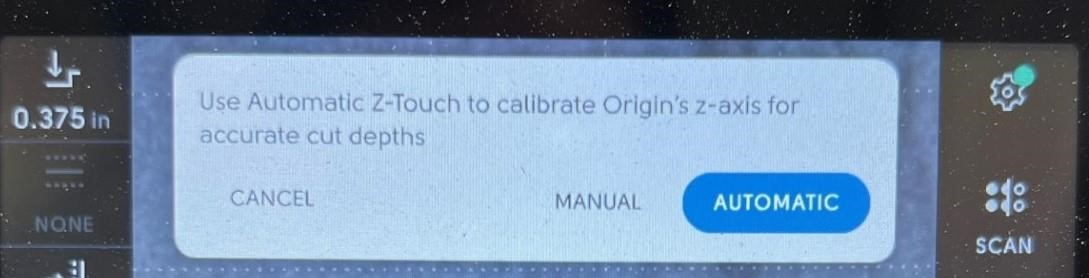 Use Automatic Z-Touch to calibrate Origin's z-axis for
accurate cut depths
CANCEL
MANUAL
AUTOMATIC
0.375 in
NONE
SCAN